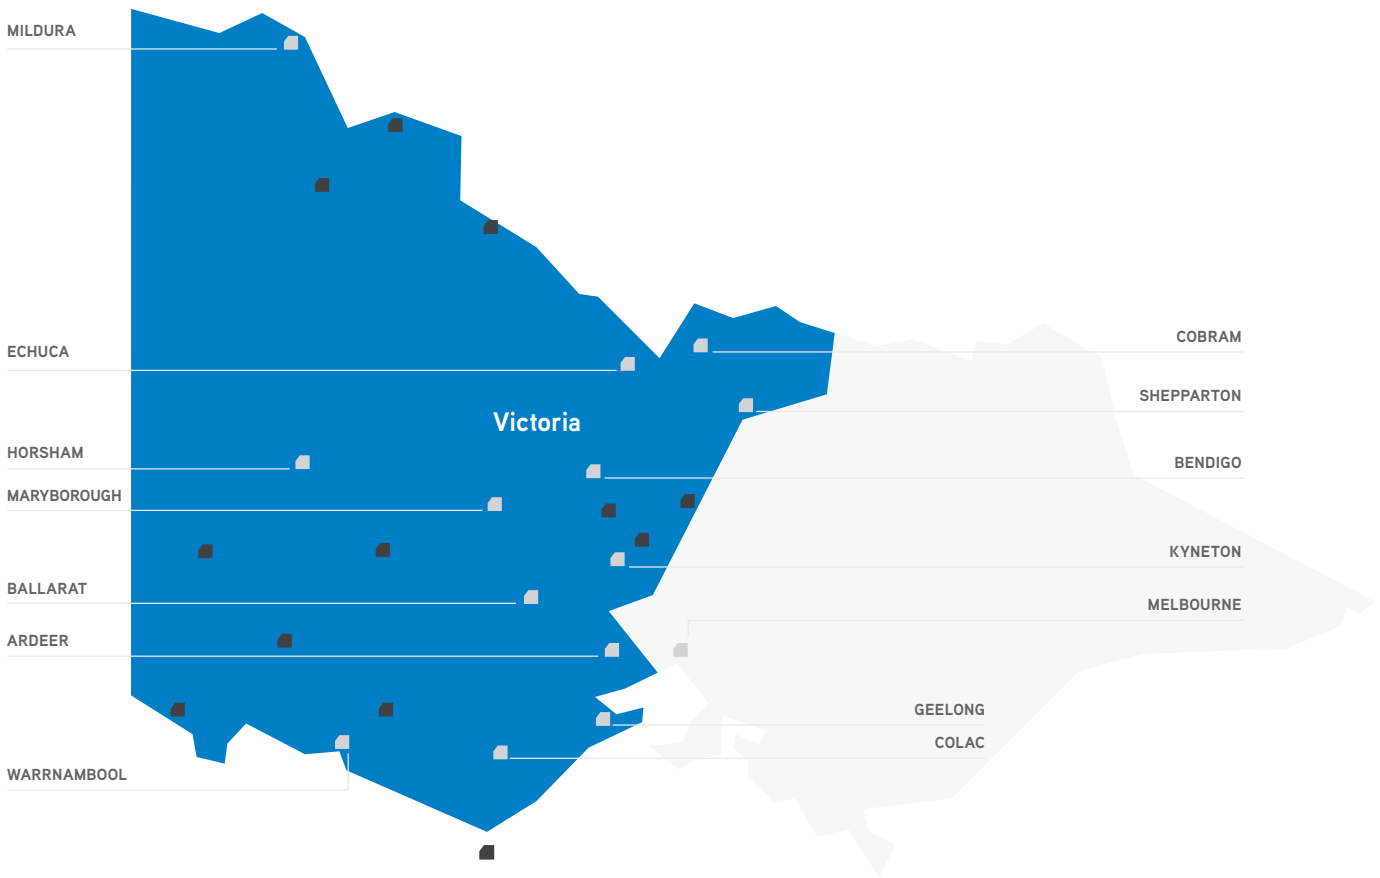 MILDURA
ECHUCA
HORSHAM
MARYBOROUGH
BALLARAT
ARDEER
WARRNAMBOOL
Victoria
COBRAM
SHEPPARTON
BENDIGO
KYNETON
MELBOURNE
GEELONG
COLAC